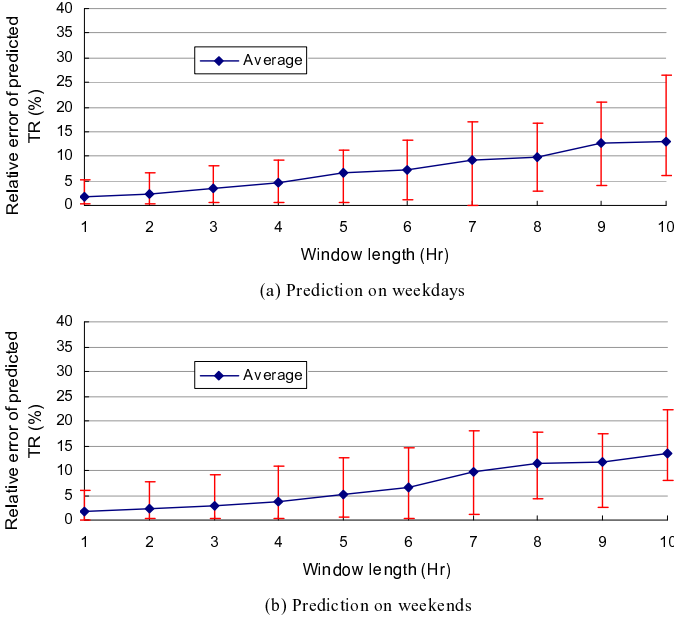 40
35
30
25
20
15
10
5
0
Relative error of predicted
TR (%)
Average
1 2 3 4 5 6 7 8 9 10
Window length (Hr)
(a) Prediction on weekdays
40
35
30
25
20
15
10
5
0
Relative error of predicted
TR (%)
Average
1 2 3 4 5 6 7 8 9 10
Window length (Hr)
(b) Prediction on weekends